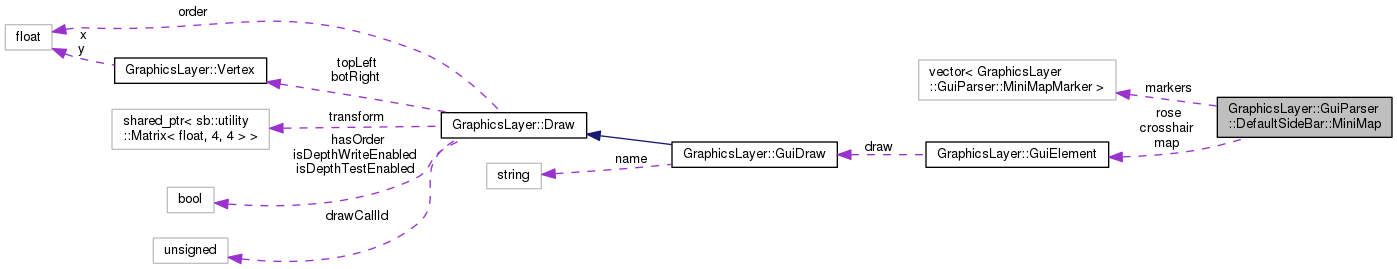 order
float
x
y
GraphicsLayer::Vertex
topLeft
botRight
shared_ptr< sb::utility
::Matrix< float, 4, 4 > >
transform
GraphicsLayer::Draw
hasOrder
isDepthWriteEnabled
isDepthTestEnabled
bool
drawCallId
unsigned
string
name
GraphicsLayer::GuiDraw
draw
GraphicsLayer::GuiElement
vector< GraphicsLayer
::GuiParser::MiniMapMarker >
markers
rose
crosshair
map
GraphicsLayer::GuiParser
::DefaultSideBar::MiniMap